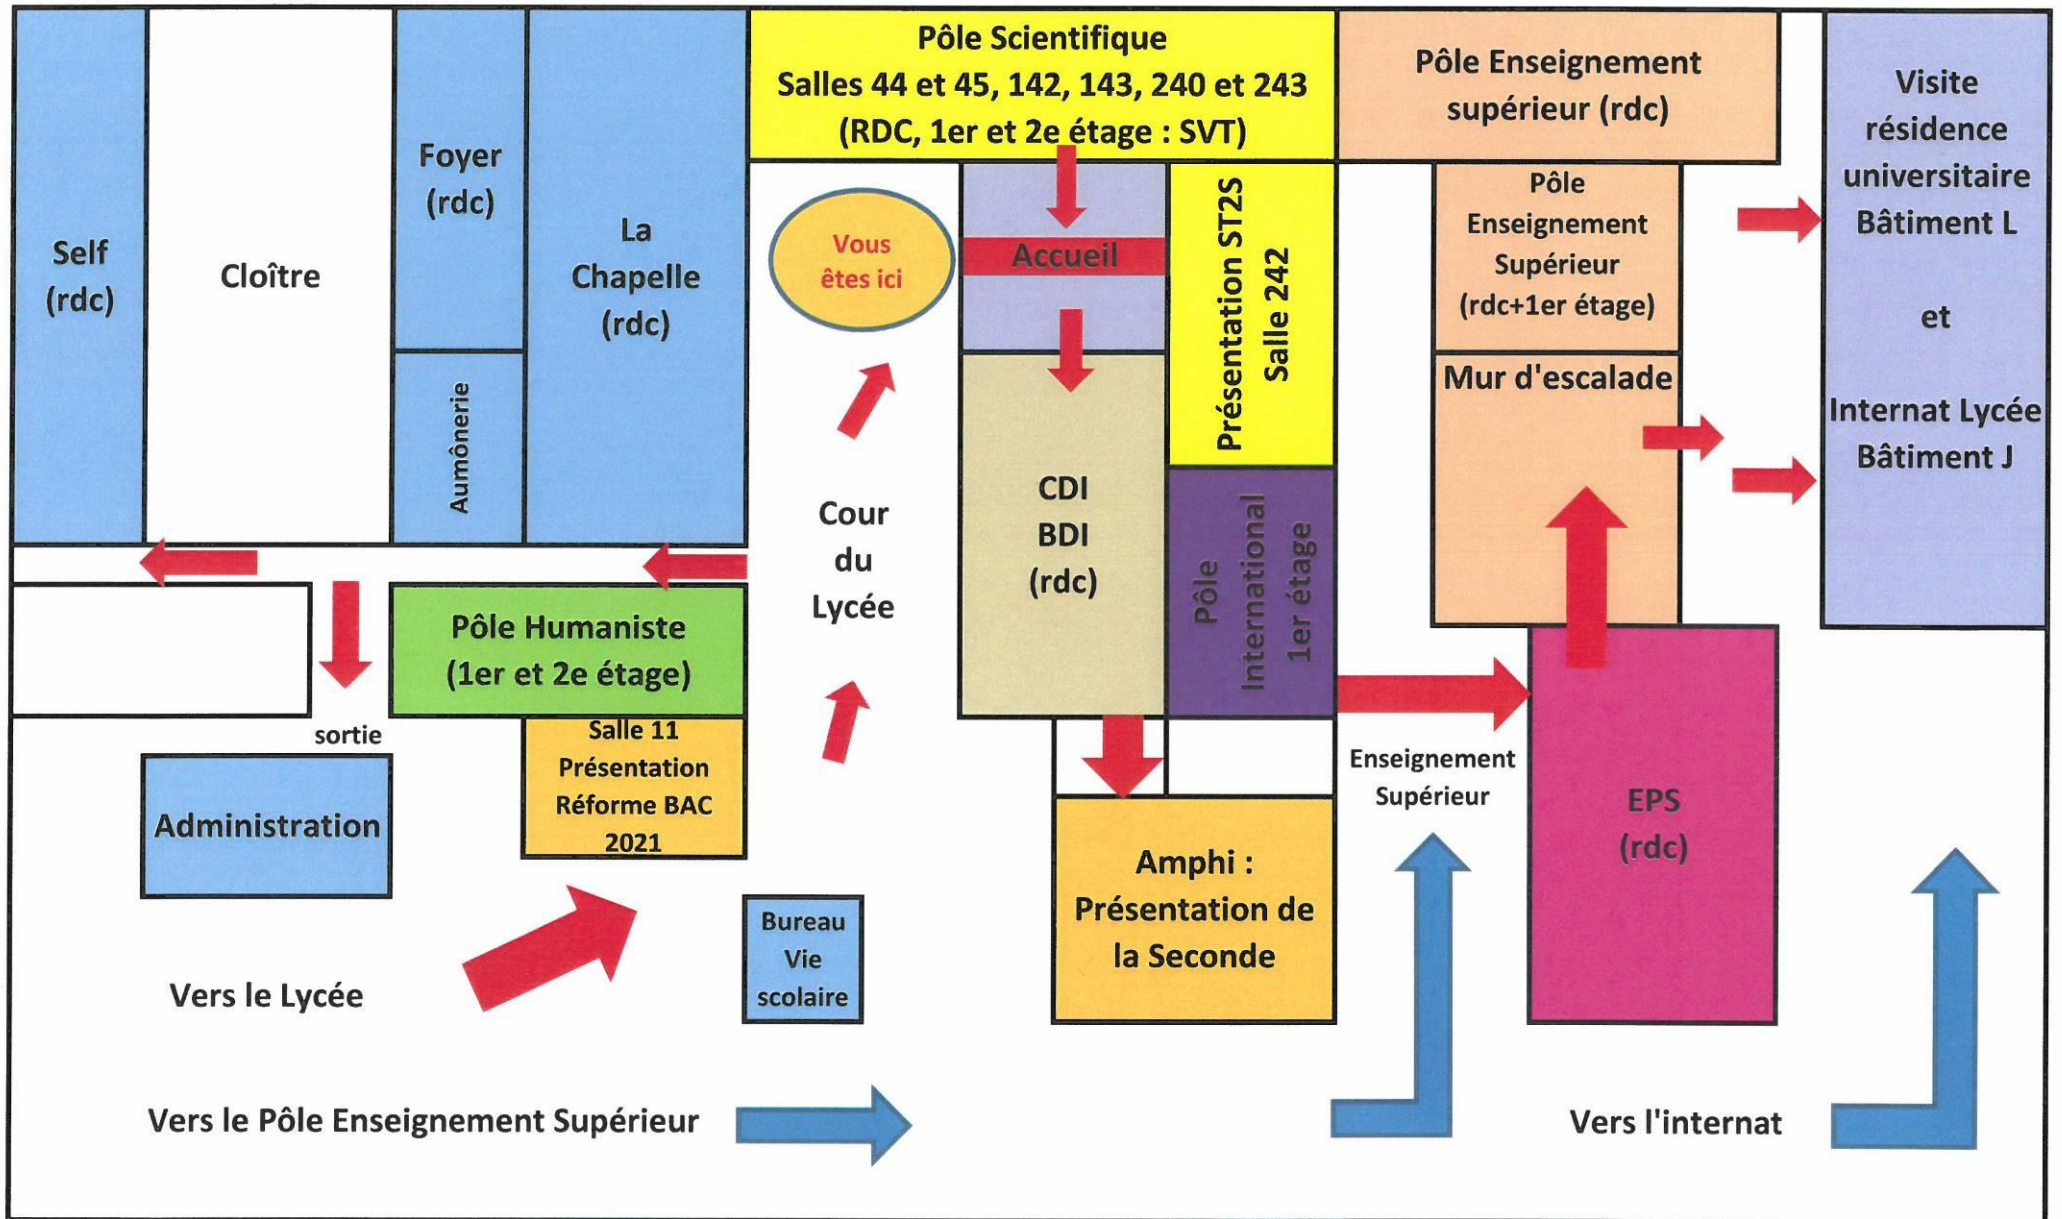 Pôle Scientifique
Salles 44 et 45, 142, 143, 240 et 243
(RDC, 1er et 2e étage : SVT)
Pôle Enseignement
supérieur (rdc)
Visite
résidence
universitaire
Bâtiment L
et
Internat Lycée
Bâtiment J
Self
(rdc)
Cloître
Foyer
(rdc)
Aumônerie
La
Chapelle
(rdc)
Vous
êtes ici
Accueil
Présentation ST2S
Salle 242
Pôle
Enseignement
Supérieur
(rdc+1er étage)
Mur d'escalade
CDI
BDI
(rdc)
Pôle
International
1er étage
Cour
du
Lycée
Pôle Humaniste
(1er et 2e étage)
sortie
Salle 11
Présentation
Réforme BAC
2021
Administration
Enseignement
Supérieur
EPS
(rdc)
Amphi :
Présentation de
la Seconde
Bureau
Vie
scolaire
Vers le Lycée
Vers le Pôle Enseignement Supérieur
Vers l'internat